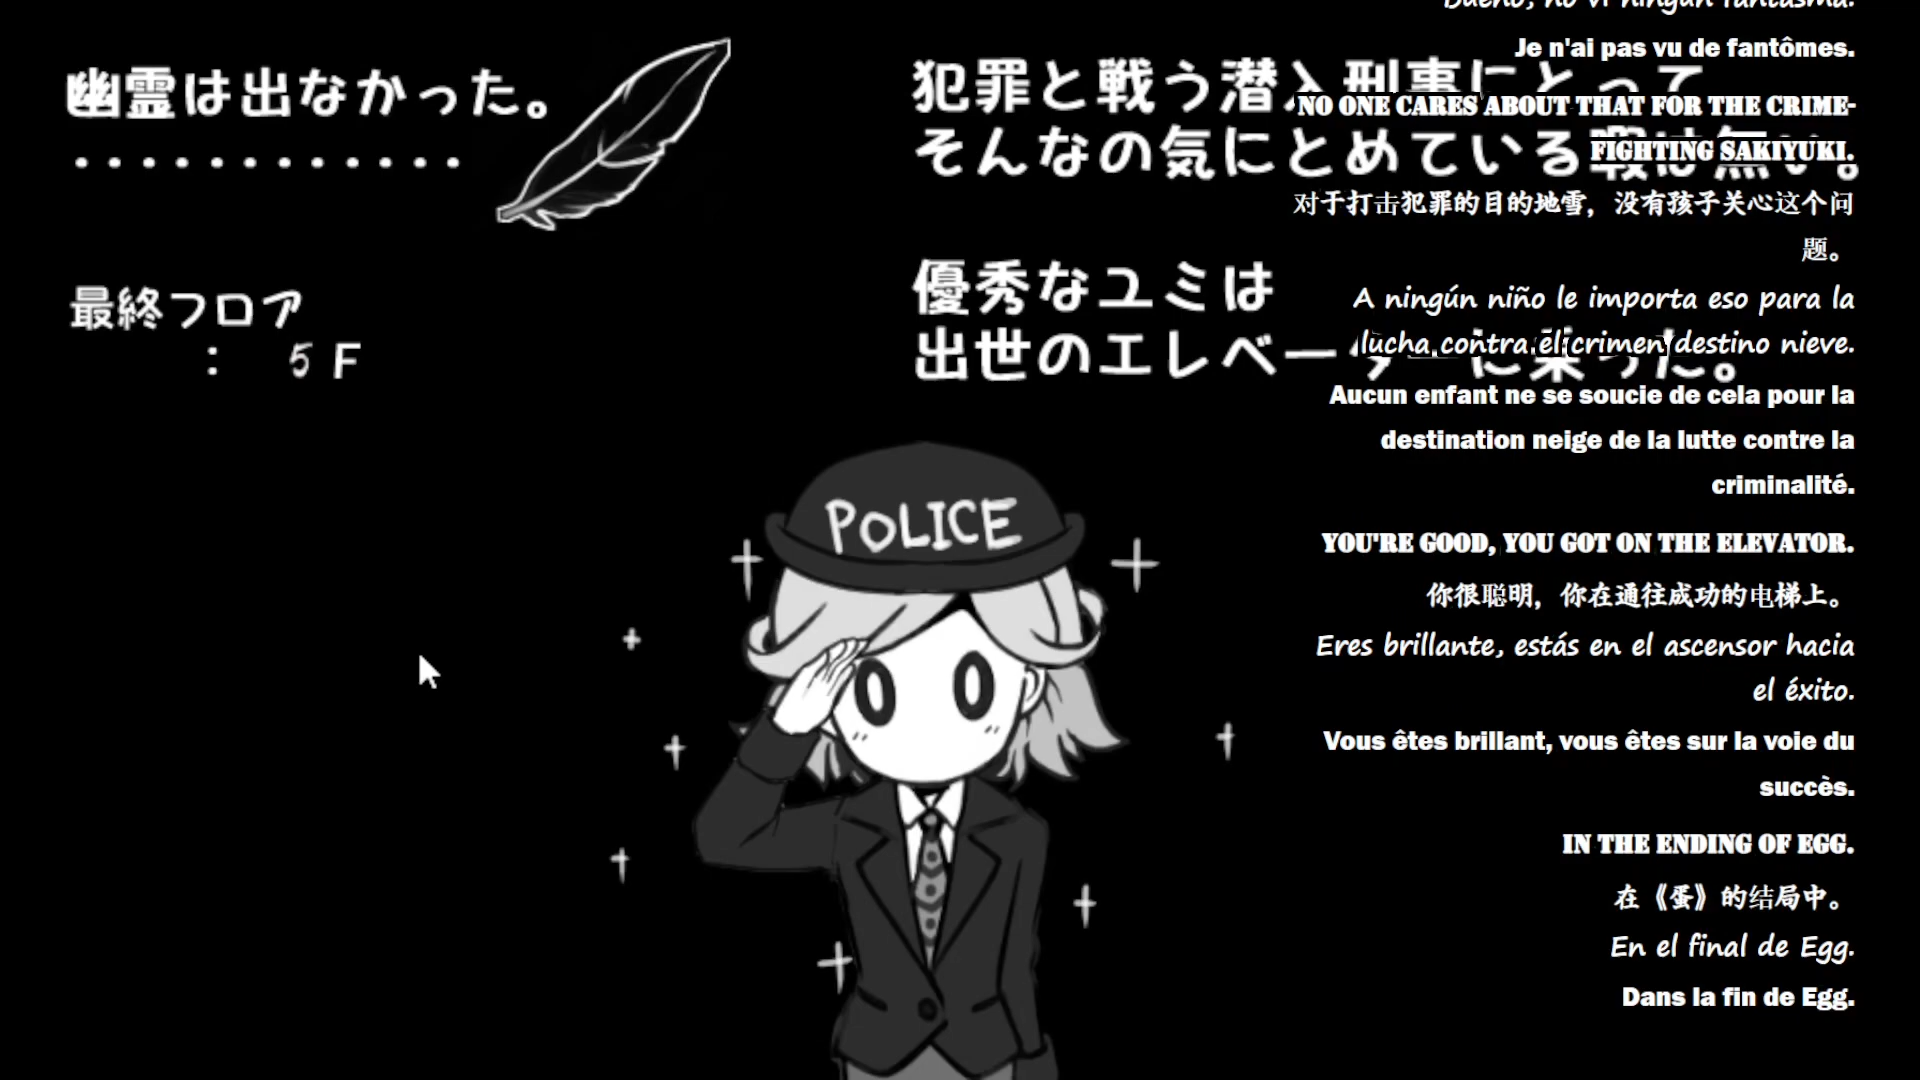 幽霊は出なかった。
・・・・・・・・・・・・
最終フロア
： 5F
犯罪と戦う潜入刑事にとって
そんなの気にとめている暇は無い。
優秀なユミは
出世のエレベーターに乗った。
POLICE
Bueno, no vi ningún fantasma.
Je n'ai pas vu de fantômes.
NO ONE CARES ABOUT THAT FOR THE CRIME-
FIGHTING SAKIYUKI.
对于打击犯罪的目的地雪，没有孩子关心这个问
题。
A ningún niño le importa eso para la
lucha contra el crimen destino nieve.
Aucun enfant ne se soucie de cela pour la
destination neige de la lutte contre la
criminalité.
YOU'RE GOOD, YOU GOT ON THE ELEVATOR.
你很聪明，你在通往成功的电梯上。
Eres brillante, estás en el ascensor hacia
el éxito.
Vous êtes brillant, vous êtes sur la voie du
succès.
IN THE ENDING OF EGG.
在《蛋》的结局中。
En el final de Egg.
Dans la fin de Egg.